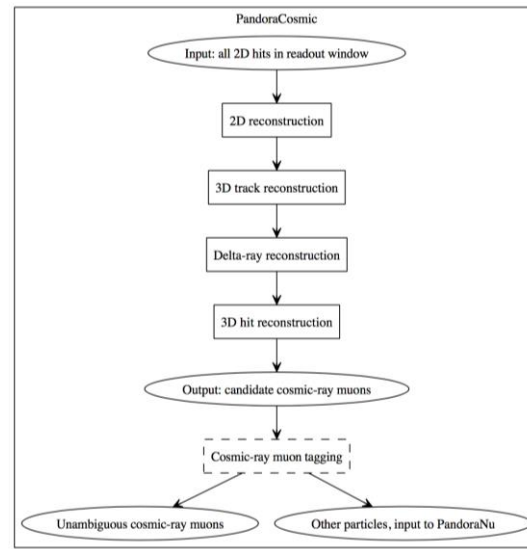 PandoraCosmic
Input: all 2D hits in readout window
2D reconstruction
3D track reconstruction
Delta-ray reconstruction
3D hit reconstruction
Output: candidate cosmic-ray muons
Cosmic-ray muon tagging
Unambiguous cosmic-ray muons
Other particles, input to PandoraNu